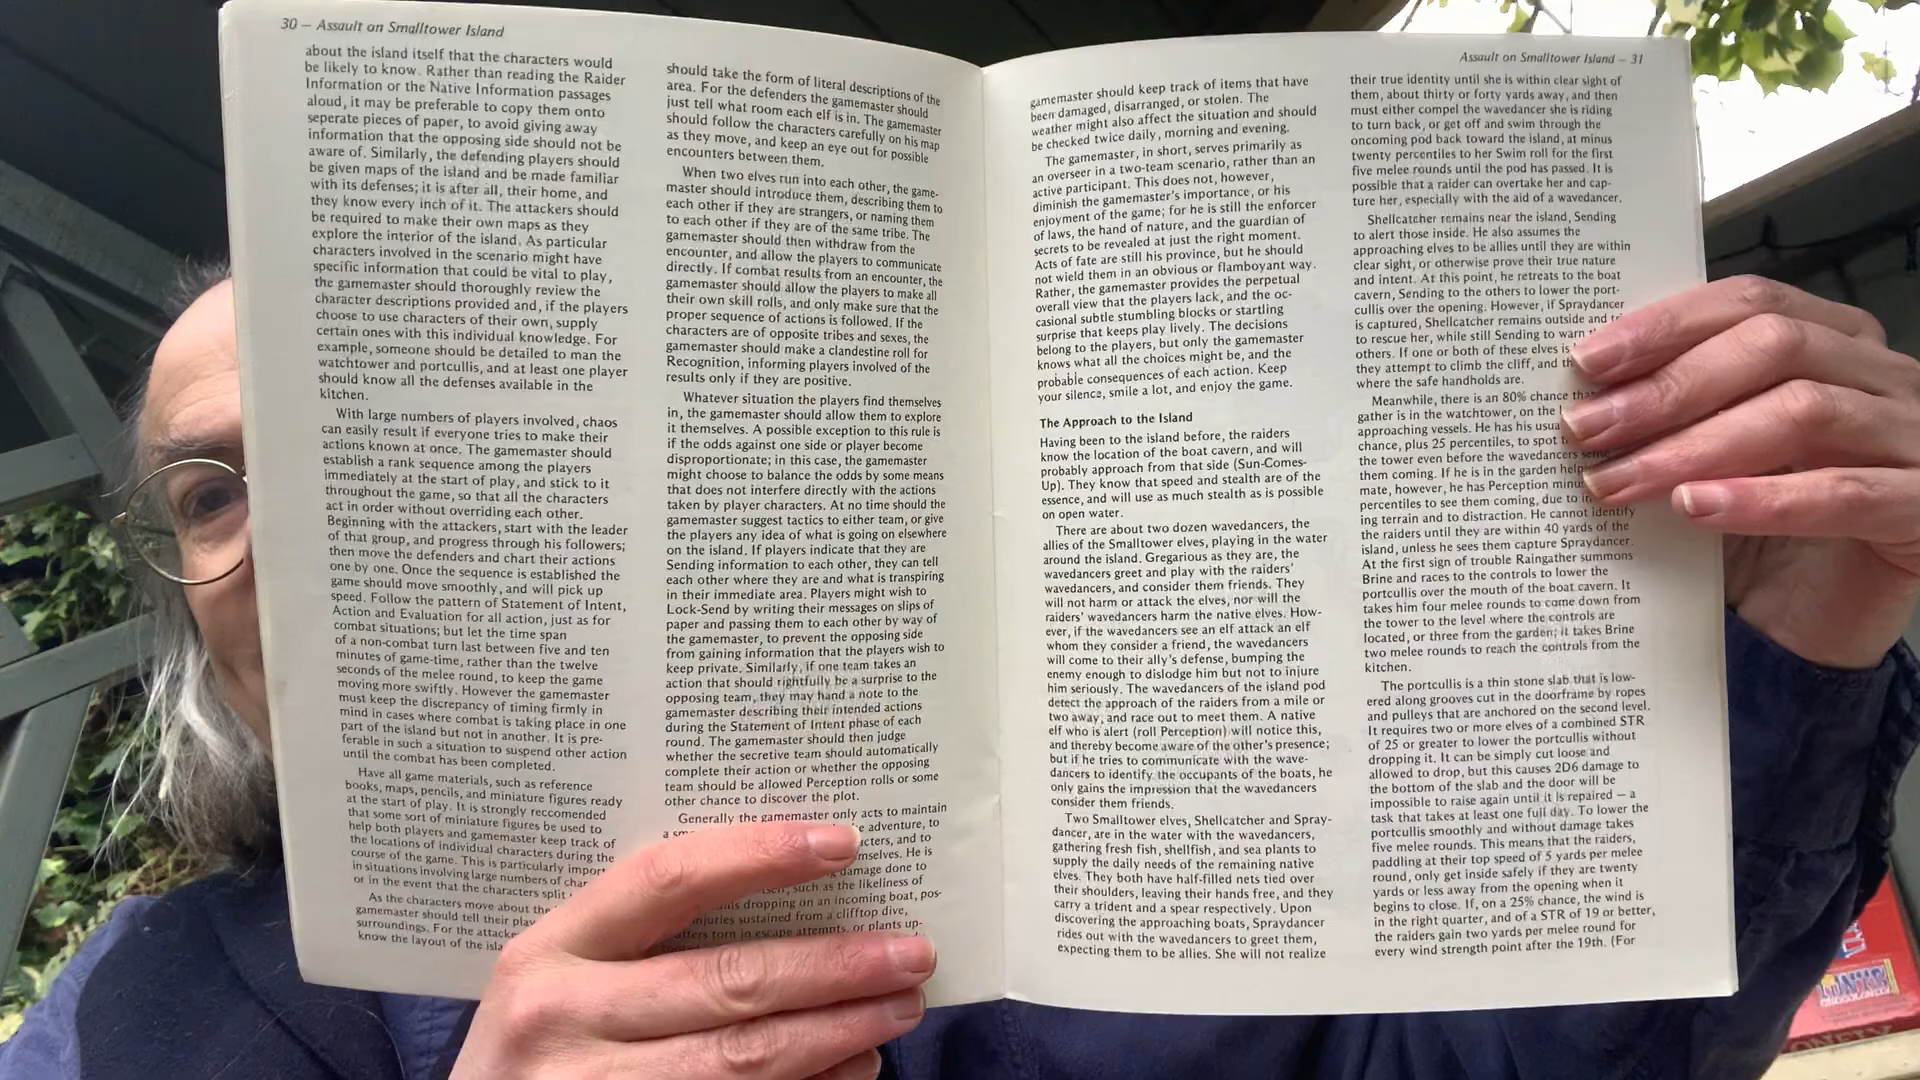 30 — Assault on Smalltower Island
about the island itself that the characters would
be likely to know. Rather than reading the Raider
Information or the Native Information passages
aloud, it may be preferable to copy them onto
seperate pieces of paper, to avoid giving away
information that the opposing side should not be
aware of. Similarly, the defending players should
be given maps of the island and be made familiar
with its defenses; it is after all, their home, and
they know every inch of it. The attackers should
be required to make their own maps as they
explore the interior of the island. As particular
characters involved in the scenario might have
specific information that could be vital to play,
the gamemaster should thoroughly review the
character descriptions provided and, if the players
choose to use characters of their own, supply
certain ones with this individual knowledge. For
example, someone should be detailed to man the
watchtower and portcullis, and at least one player
should know all the defenses available in the
kitchen.
With large numbers of players involved, chaos
can easily result if everyone tries to make their
actions known at once. The gamemaster should
establish a rank sequence among the players
immediately at the start of play, and stick to it
throughout the game, so that all the characters
act in order without overriding each other.
Beginning with the attackers, start with the leader
of that group, and progress through his followers;
then move the defenders and chart their actions
one by one. Once the sequence is established the
game should move smoothly, and will pick up
speed. Follow the pattern of Statement of Intent,
Action and Evaluation for all action, just as for
combat situations; but let the time span
of a non-combat turn last between five and ten
minutes of game-time, rather than the twelve
seconds of the melee round, to keep the game
moving more swiftly. However the gamemaster
must keep the discrepancy of timing firmly in
mind in cases where combat is taking place in one
part of the island but not in another. It is pre-
ferable in such a situation to suspend other action
until the combat has been completed.
Have all game materials, such as reference
books, maps, pencils, and miniature figures ready
at the start of play. It is strongly reccomended
that some sort of miniature figures be used to
help both players and gamemaster keep track of
the locations of individual characters during the
course of the game. This is particularly
in situations involving large numbers of
or in the event that the characters split
As the characters move about the
gamemaster should tell their
surroundings. For the
know the layout of the
should take the form of literal descriptions of the
area. For the defenders the gamemaster should
just tell what room each elf is in. The gamemaster
should follow the characters carefully on his map
as they move, and keep an eye out for possible
encounters between them.
When two elves run into each other, the game-
master should introduce them, describing them to
each other if they are strangers, or naming them
to each other if they are of the same tribe. The
gamemaster should then withdraw from the
encounter, and allow the players to communicate
directly. If combat results from an encounter, the
gamemaster should allow the players to make all
their own skill rolls, and only make sure that the
proper sequence of actions is followed. If the
characters are of opposite tribes and sexes, the
gamemaster should make a clandestine roll for
Recognition, informing players involved of the
results only if they are positive.
Whatever situation the players find themselves
in, the gamemaster should allow them to explore
it themselves. A possible exception to this rule is
if the odds against one side or player become
disproportionate; in this case, the gamemaster
might choose to balance the odds by some means
that does not interfere directly with the actions
taken by player characters. At no time should the
gamemaster suggest tactics to either team, or give
the players any idea of what is going on elsewhere
on the island. If players indicate that they are
Sending information to each other, they can tell
each other where they are and what is transpiring
in their immediate area. Players might wish to
Lock-Send by writing their messages on slips of
paper and passing them to each other by way of
the gamemaster, to prevent the opposing side
from gaining information that the players wish to
keep private. Similarly, if one team takes an
action that should rightfully be a surprise to the
opposing team, they may hand a note to the
gamemaster describing their intended actions
during the Statement of Intent phase of each
round. The gamemaster should then judge
whether the secretive team should automatically
complete their action or whether the opposing
team should be allowed Perception rolls or some
other chance to discover the plot.
Generally the gamemaster only acts to maintain
a adventure, to
and to
He is
damage done to
such as the likeliness of
dropping on an incoming boat, pos-
injuries sustained from a clifftop dive,
torn in escape attempts, or plants up-
gamemaster should keep track of items that have
been damaged, disarranged, or stolen. The
weather might also affect the situation and should
be checked twice daily, morning and evening.
The gamemaster, in short, serves primarily as
an overseer in a two-team scenario, rather than an
active participant. This does not, however,
diminish the gamemaster's importance, or his
enjoyment of the game; for he is still the enforcer
of laws, the hand of nature, and the guardian of
secrets to be revealed at just the right moment.
Acts of fate are still his province, but he should
not wield them in an obvious or flamboyant way.
Rather, the gamemaster provides the perpetual
overall view that the players lack, and the oc-
casional subtle stumbling blocks or startling
surprise that keeps play lively. The decisions
belong to the players, but only the gamemaster
knows what all the choices might be, and the
probable consequences of each action. Keep
your silence, smile a lot, and enjoy the game.
The Approach to the Island
Having been to the island before, the raiders
know the location of the boat cavern, and will
probably approach from that side (Sun-Comes-
Up). They know that speed and stealth are of the
essence, and will use as much stealth as is possible
on open water.
There are about two dozen wavedancers, the
allies of the Smalltower elves, playing in the water
around the island. Gregarious as they are, the
wavedancers greet and play with the raiders'
wavedancers, and consider them friends. They
will not harm or attack the elves, nor will the
raiders' wavedancers harm the native elves. How-
ever, if the wavedancers see an elf attack an elf
whom they consider a friend, the wavedancers
will come to their ally's defense, bumping the
enemy enough to dislodge him but not to injure
him seriously. The wavedancers of the island pod
detect the approach of the raiders from a mile or
two away, and race out to meet them. A native
elf who is alert (roll Perception) will notice this,
and thereby become aware of the other's presence;
but if he tries to communicate with the wave-
dancers to identify the occupants of the boats, he
only gains the impression that the wavedancers
consider them friends.
Two Smalltower elves, Shellcatcher and Spray-
dancer, are in the water with the wavedancers,
gathering fresh fish, shellfish, and sea plants to
supply the daily needs of the remaining native
elves. They both have half-filled nets tied over
their shoulders, leaving their hands free, and they
carry a trident and a spear respectively. Upon
discovering the approaching boats, Spraydancer
rides out with the wavedancers to greet them,
expecting them to be allies. She will not realize
Assault on Smalltower Island — 31
their true identity until she is within clear sight of
them, about thirty or forty yards away, and then
must either compel the wavedancer she is riding
to turn back, or get off and swim through the
oncoming pod back toward the island, at minus
twenty percentiles to her Swim roll for the first
five melee rounds until the pod has passed. It is
possible that a raider can overtake her and cap-
ture her, especially with the aid of a wavedancer.
Shellcatcher remains near the island, Sending
to alert those inside. He also assumes the
approaching elves to be allies until they are within
clear sight, or otherwise prove their true nature
and intent. At this point, he retreats to the boat
cavern, Sending to the others to lower the port-
cullis over the opening. However, if Spraydancer
is captured, Shellcatcher remains outside and
to rescue her, while still Sending to warn
others. If one or both of these elves is
they attempt to climb the cliff, and
where the safe handholds are.
Meanwhile, there is an 80% chance
gather is in the watchtower, on the
approaching vessels. He has his
chance, plus 25 percentiles, to spot
the tower even before the wavedancers
them coming. If he is in the garden
mate, however, he has Perception
percentiles to see them coming, due to
ing terrain and to distraction. He cannot identify
the raiders until they are within 40 yards of the
island, unless he sees them capture Spraydancer.
At the first sign of trouble Raingather summons
Brine and races to the controls to lower the
portcullis over the mouth of the boat cavern. It
takes him four melee rounds to come down from
the tower to the level where the controls are
located, or three from the garden; it takes Brine
two melee rounds to reach the controls from the
kitchen.
The portcullis is a thin stone slab that is low-
ered along grooves cut in the doorframe by ropes
and pulleys that are anchored on the second level.
It requires two or more elves of a combined STR
of 25 or greater to lower the portcullis without
dropping it. It can be simply cut loose and
allowed to drop, but this causes 2D6 damage to
the bottom of the slab and the door will be
impossible to raise again until it is repaired — a
task that takes at least one full day. To lower the
portcullis smoothly and without damage takes
five melee rounds. This means that the raiders,
paddling at their top speed of 5 yards per melee
round, only get inside safely if they are twenty
yards or less away from the opening when it
begins to close. If, on a 25% chance, the wind is
in the right quarter, and of a STR of 19 or better,
the raiders gain two yards per melee round for
every wind strength point after the 19th. (For